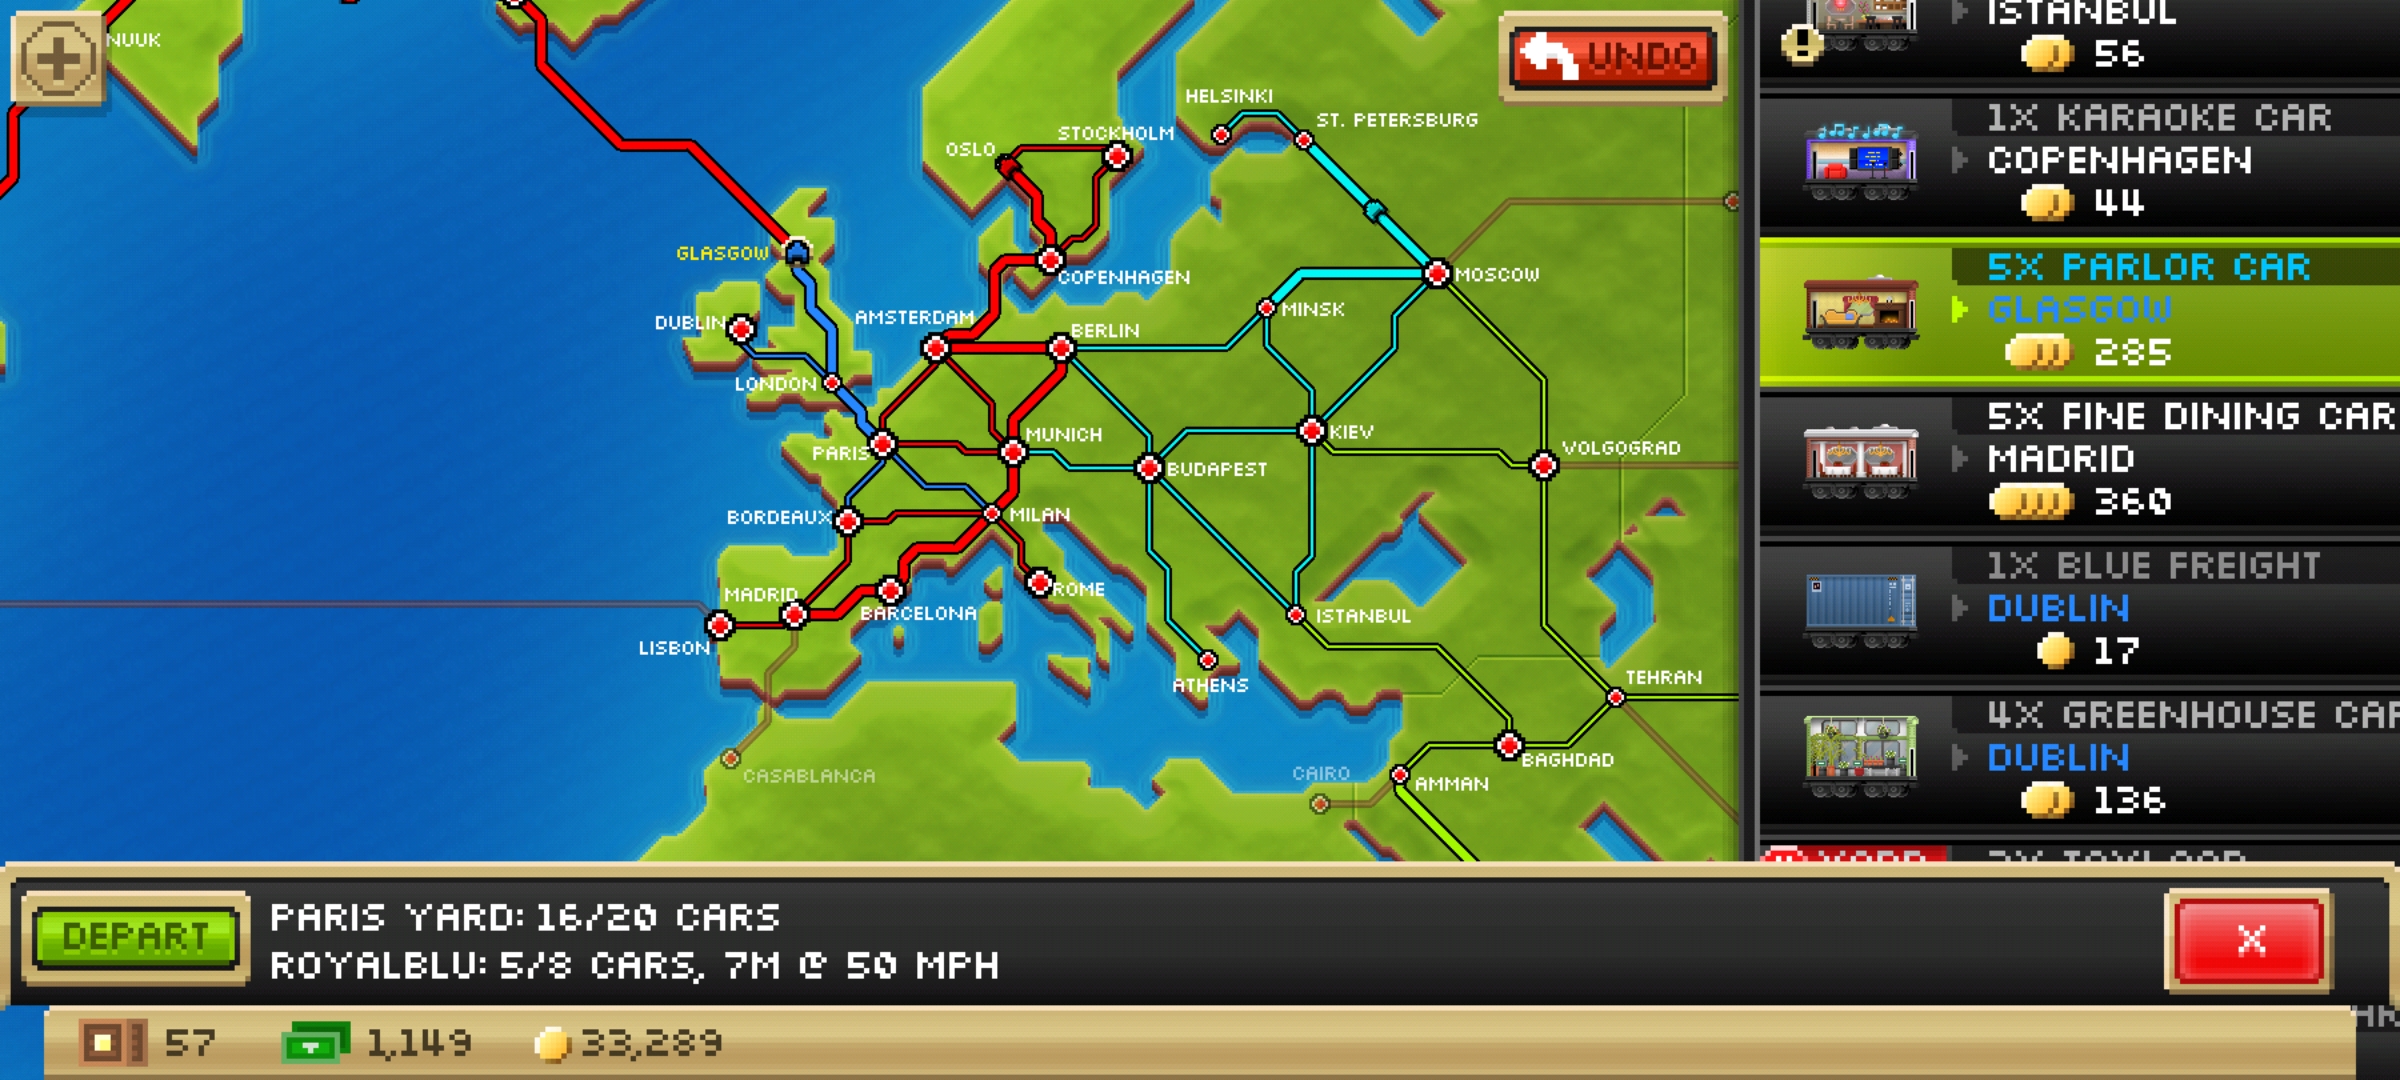 NUUK
GLASGOW
DUBLIN
LONDON
AMSTERDAM
OSLO
STOCKHOLM
COPENHAGEN
HELSINKI
ST. PETERSBURG
MOSCOW
MINSK
BERLIN
PARIS
MUNICH
KIEV
BUDAPEST
VOLGOGRAD
BORDEAUX
MILAN
MADRID
BARCELONA
ROME
LISBON
ISTANBUL
ATHENS
TEHRAN
CASABLANCA
CAIRO
AMMAN
BAGHDAD
UNDO
ISTANBUL
56
1X KARAOKE CAR
COPENHAGEN
44
5X PARLOR CAR
GLASGOW
285
5X FINE DINING CAR
MADRID
360
1X BLUE FREIGHT
DUBLIN
17
4X GREENHOUSE CAR
DUBLIN
136
DEPART
PARIS YARD: 16/20 CARS
ROYALBLU: 5/8 CARS, 7M @ 50 MPH
X
57
1,149
33,289